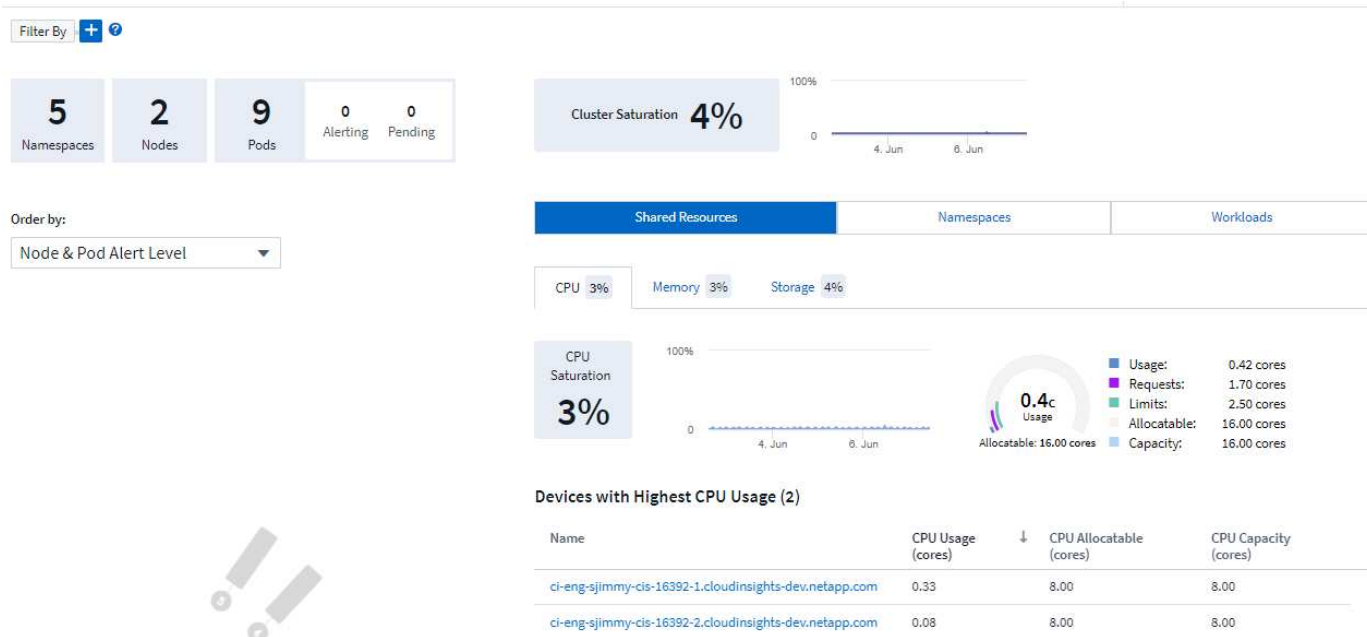 Filter By + ?
5
Namespaces
2
Nodes
9
Pods
0
Alerting
0
Pending
Cluster Saturation 4%
100%
0
4. Jun 6. Jun
Order by:
Node & Pod Alert Level
Shared Resources Namespaces Workloads
CPU 3% Memory 3% Storage 4%
CPU
Saturation
3%
100%
0
4. Jun 6. Jun
0.4c
Usage
Allocatable: 16.00 cores
Usage: 0.42 cores
Requests: 1.70 cores
Limits: 2.50 cores
Allocatable: 16.00 cores
Capacity: 16.00 cores
Devices with Highest CPU Usage (2)
Name CPU Usage (cores) ↓ CPU Allocatable (cores) CPU Capacity (cores)
ci-eng-sjimmy-cis-16392-1.cloudinsights-dev.netapp.com 0.33 8.00 8.00
ci-eng-sjimmy-cis-16392-2.cloudinsights-dev.netapp.com 0.08 8.00 8.00